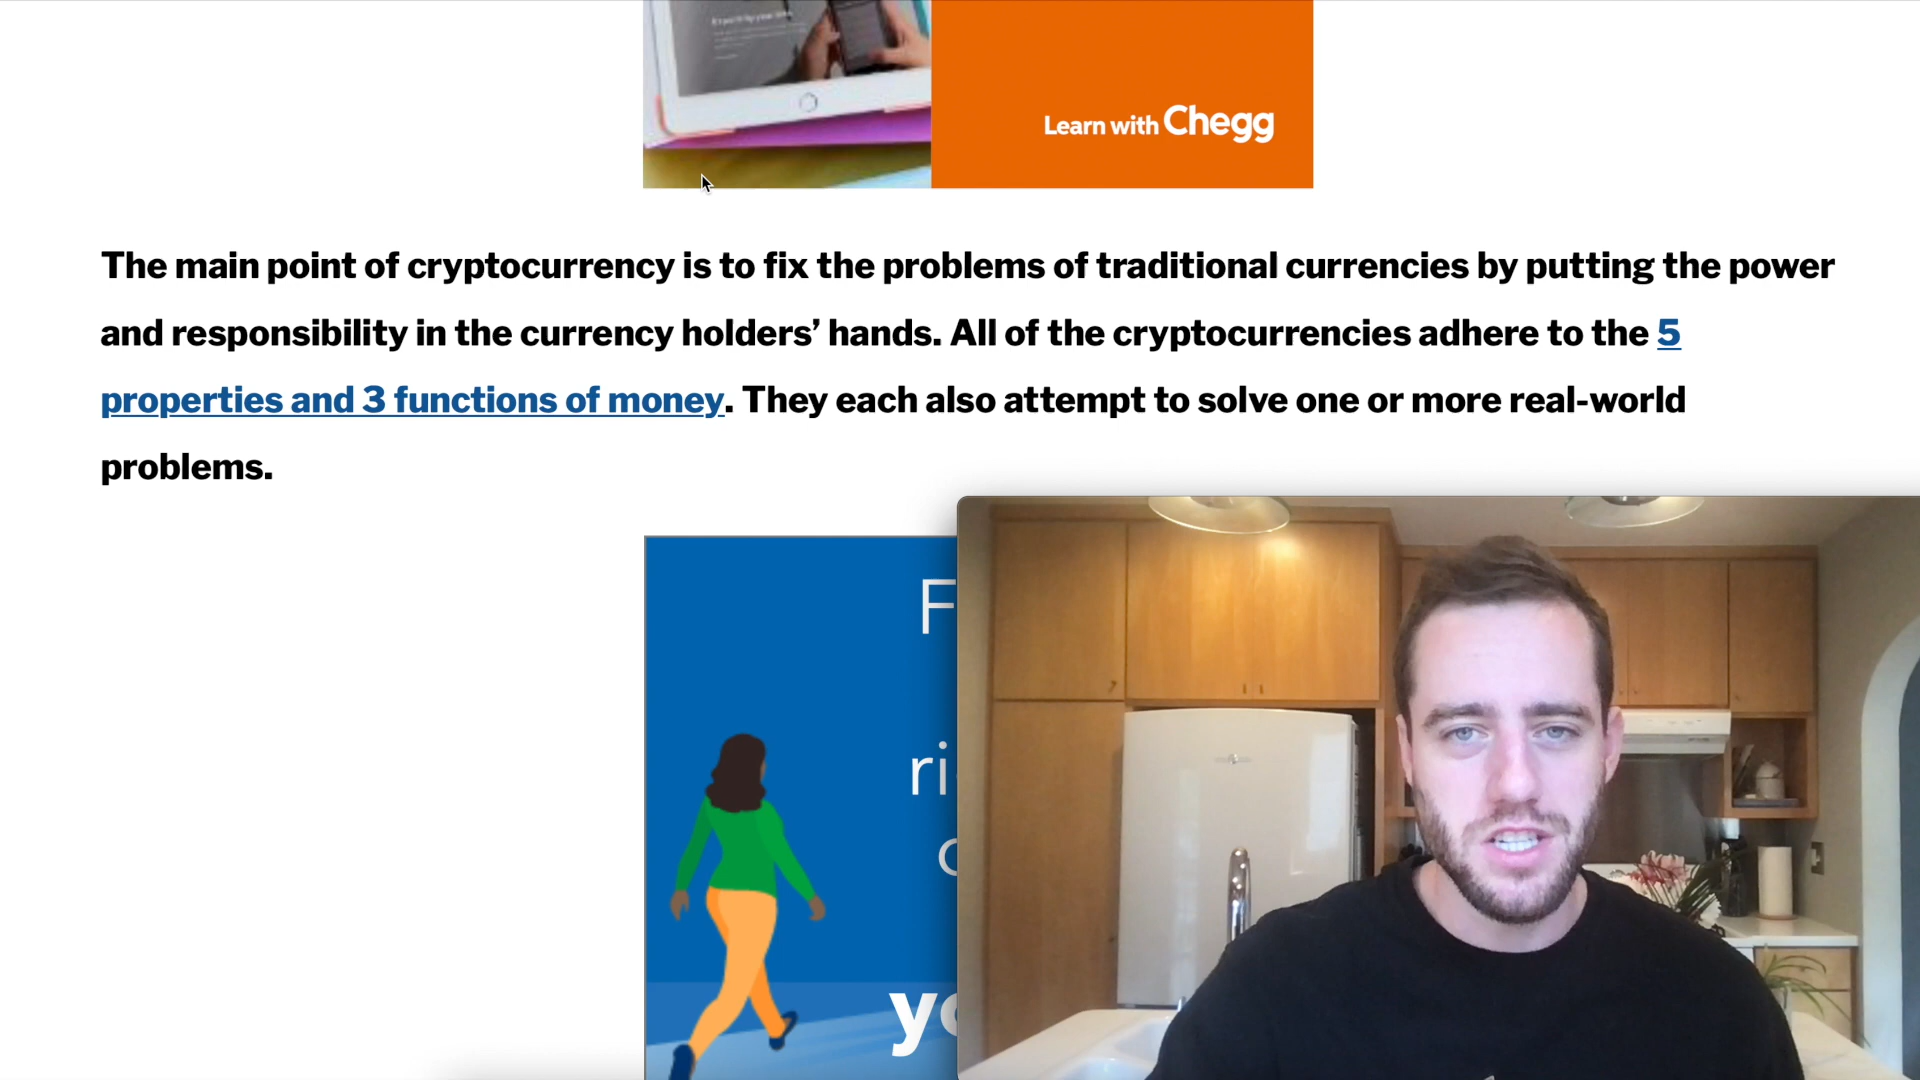 Learn with Chegg
The main point of cryptocurrency is to fix the problems of traditional currencies by putting the power
and responsibility in the currency holders’ hands. All of the cryptocurrencies adhere to the 5
properties and 3 functions of money. They each also attempt to solve one or more real-world
problems.
F
ri
yo